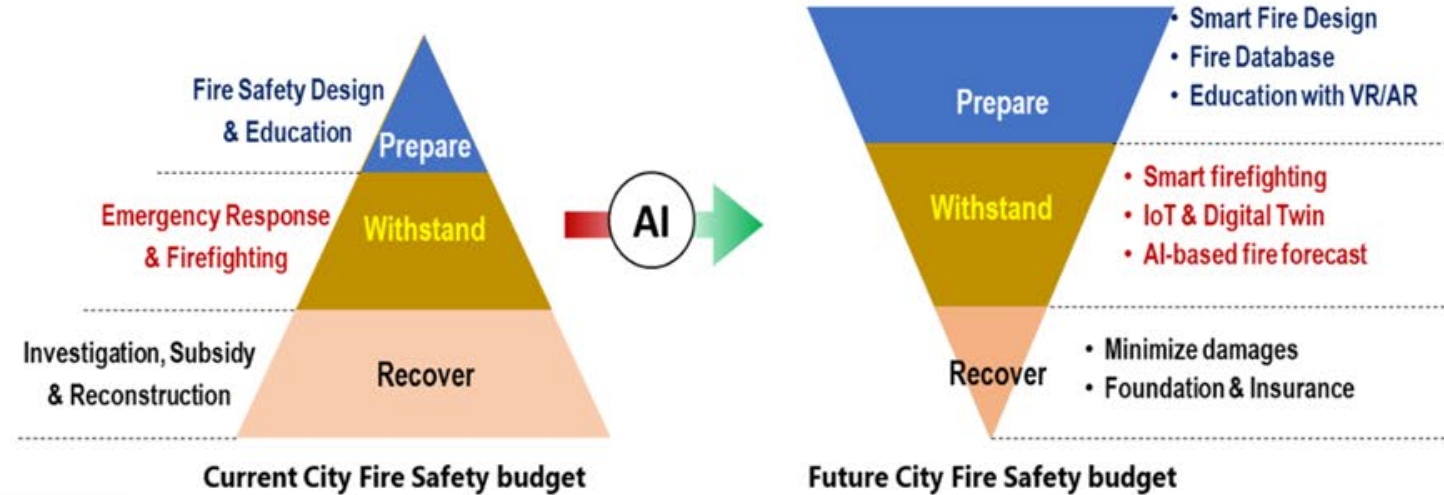 Fire Safety Design
& Education
Prepare
Emergency Response
& Firefighting
Withstand
Investigation, Subsidy
& Reconstruction
Recover
Current City Fire Safety budget
AI
• Smart Fire Design
• Fire Database
• Education with VR/AR
Prepare
• Smart firefighting
• IoT & Digital Twin
• AI-based fire forecast
Withstand
• Minimize damages
• Foundation & Insurance
Recover
Future City Fire Safety budget